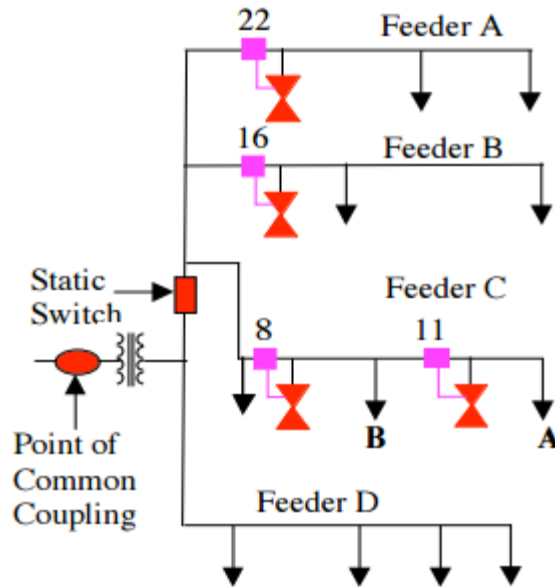 22
Feeder A
16
Feeder B
Static
Switch
Feeder C
8
11
B
A
Point of
Common
Coupling
Feeder D